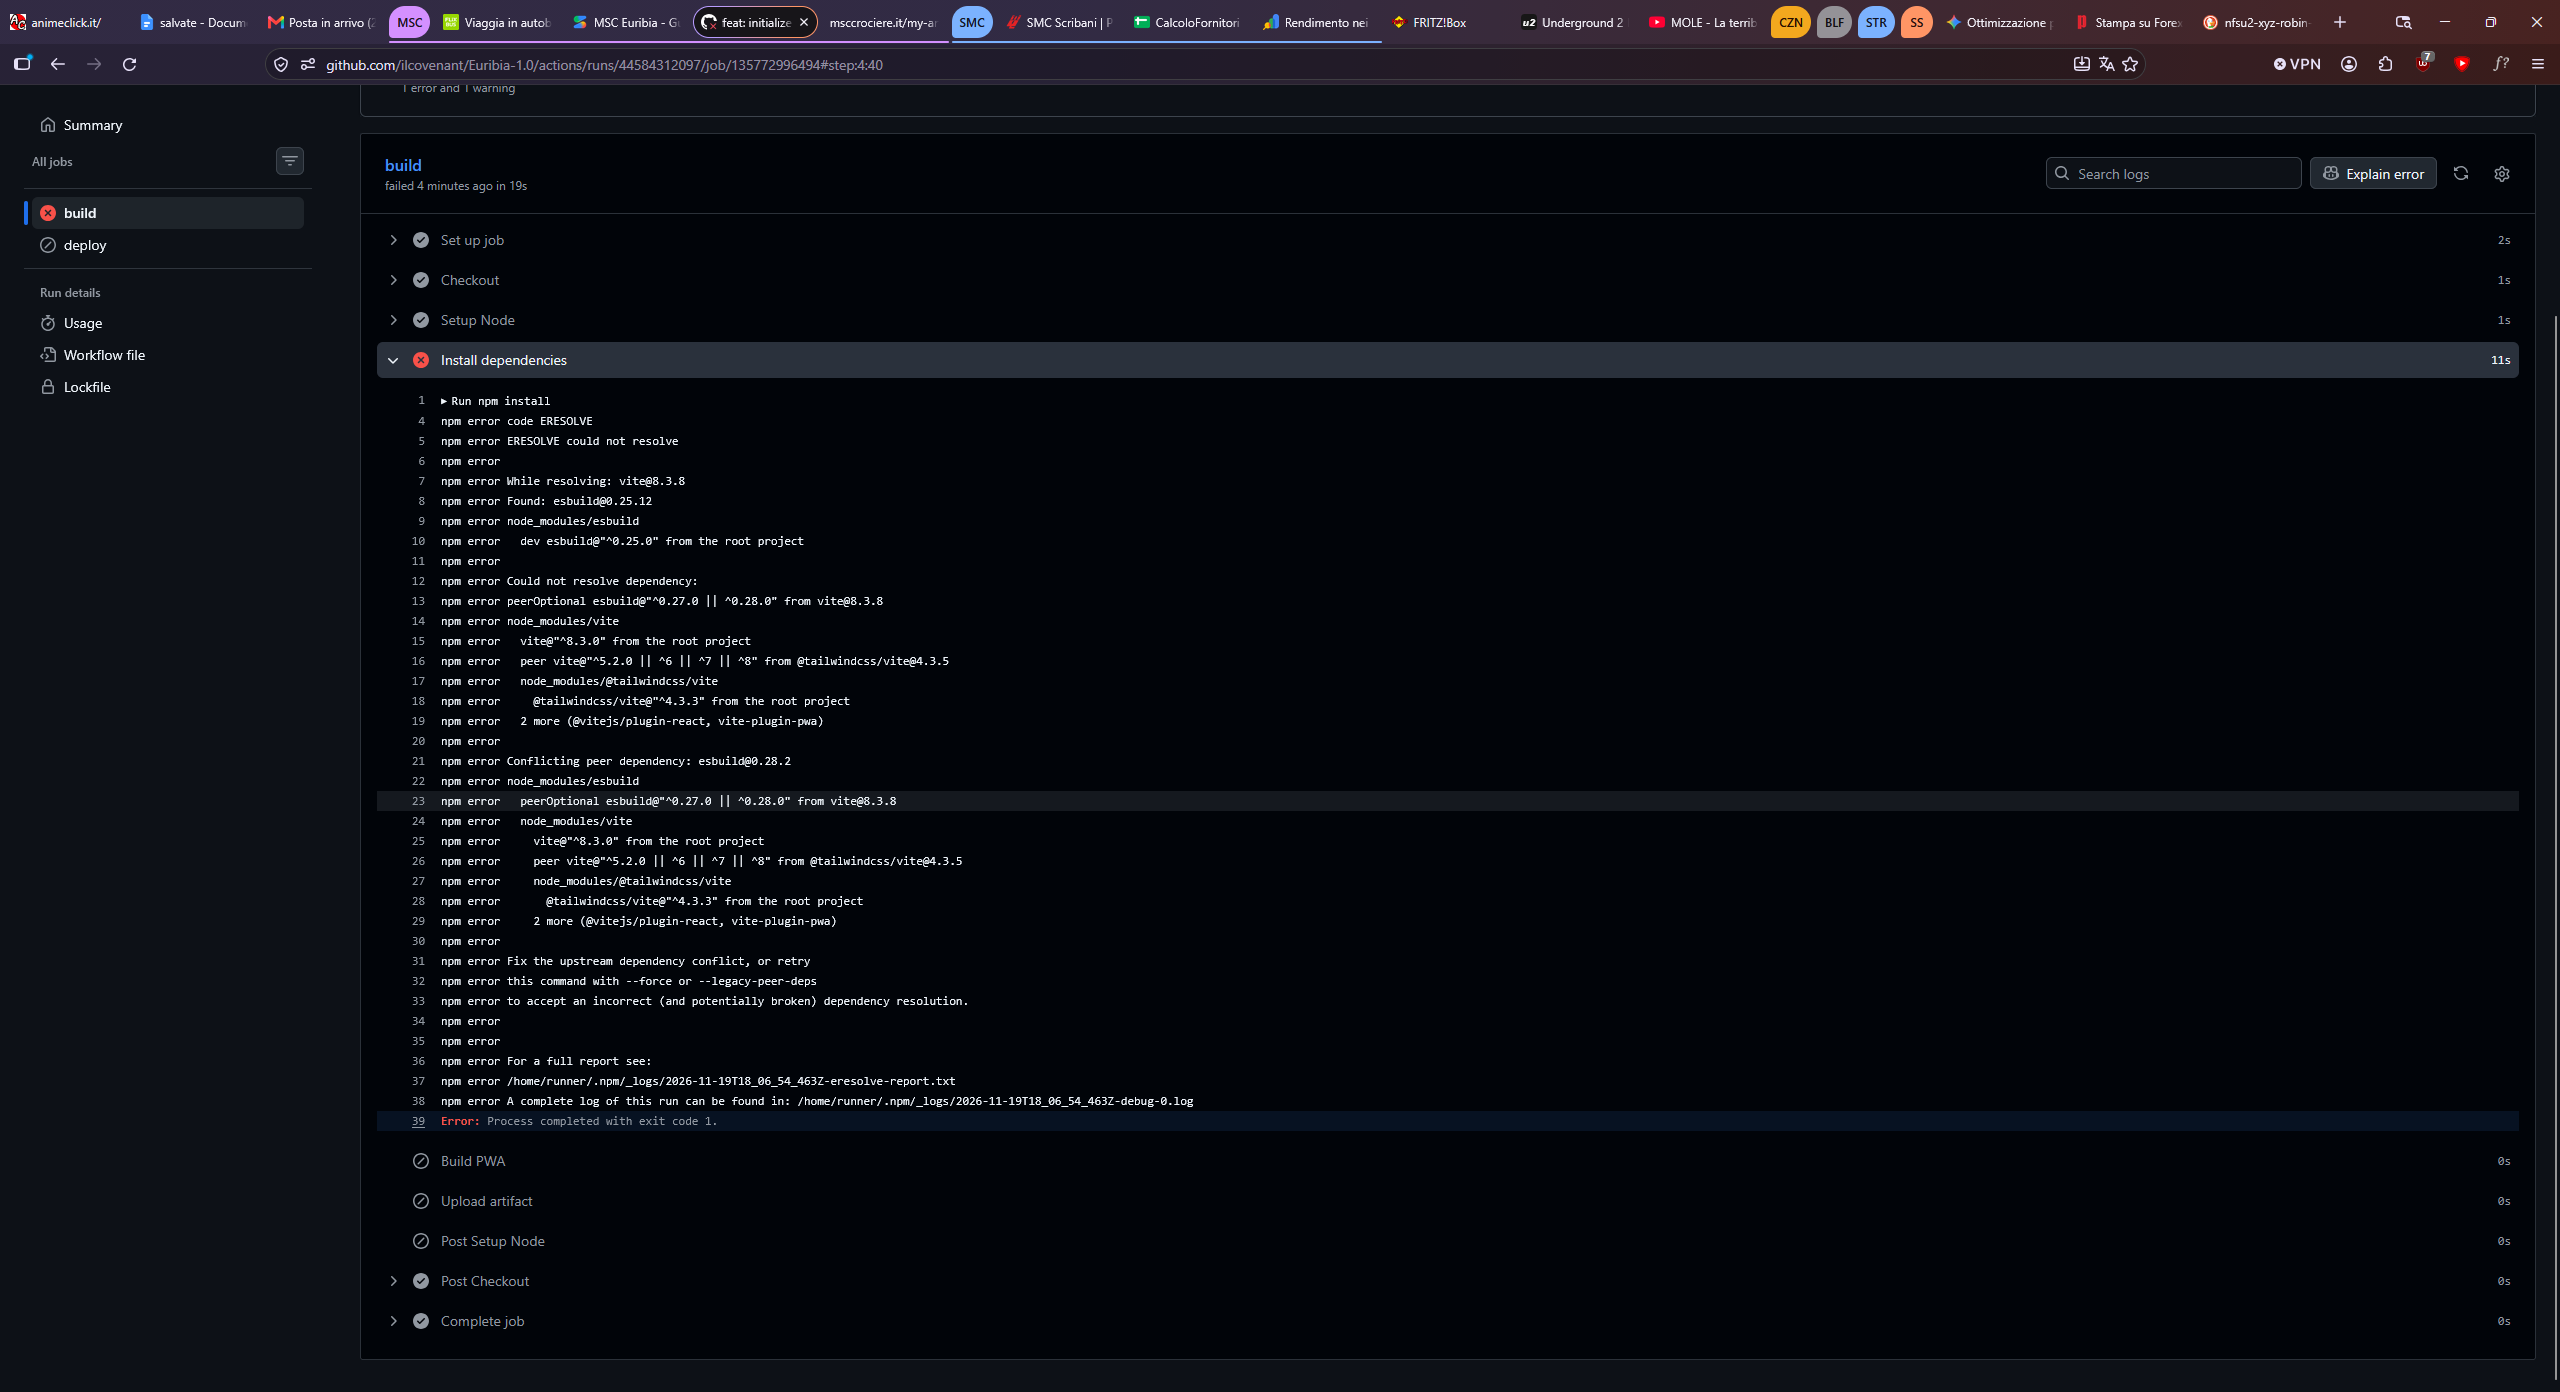 animeclick.it/
salvate - Docum
Posta in arrivo (2
MSC
Viaggia in autob
MSC Euribia - Gu
feat: initialize
msccrociere.it/my-ar
SMC
SMC Scribani | P
CalcoloFornitori
Rendimento nei
FRITZ!Box
Underground 2
MOLE - La terrib
CZN
BLF
STR
SS
Ottimizzazione p
Stampa su Forex
nfsu2-xyz-robin-
github.com/ilcovenant/Euribia-1.0/actions/runs/44584312097/job/135772996494#step:4:40
VPN
7
1 error and 1 warning
Summary
All jobs
build
deploy
Run details
Usage
Workflow file
Lockfile
build
failed 4 minutes ago in 19s
Search logs
Explain error
Set up job 2s
Checkout 1s
Setup Node 1s
Install dependencies 11s
1 Run npm install
4 npm error code ERESOLVE
5 npm error ERESOLVE could not resolve
6 npm error
7 npm error While resolving: vite@8.3.8
8 npm error Found: esbuild@0.25.12
9 npm error node_modules/esbuild
10 npm error   dev esbuild@"^0.25.0" from the root project
11 npm error
12 npm error Could not resolve dependency:
13 npm error peerOptional esbuild@"^0.27.0 || ^0.28.0" from vite@8.3.8
14 npm error node_modules/vite
15 npm error   vite@"^8.3.0" from the root project
16 npm error   peer vite@"^5.2.0 || ^6 || ^7 || ^8" from @tailwindcss/vite@4.3.5
17 npm error   node_modules/@tailwindcss/vite
18 npm error     @tailwindcss/vite@"^4.3.3" from the root project
19 npm error   2 more (@vitejs/plugin-react, vite-plugin-pwa)
20 npm error
21 npm error Conflicting peer dependency: esbuild@0.28.2
22 npm error node_modules/esbuild
23 npm error   peerOptional esbuild@"^0.27.0 || ^0.28.0" from vite@8.3.8
24 npm error   node_modules/vite
25 npm error     vite@"^8.3.0" from the root project
26 npm error     peer vite@"^5.2.0 || ^6 || ^7 || ^8" from @tailwindcss/vite@4.3.5
27 npm error     node_modules/@tailwindcss/vite
28 npm error       @tailwindcss/vite@"^4.3.3" from the root project
29 npm error     2 more (@vitejs/plugin-react, vite-plugin-pwa)
30 npm error
31 npm error Fix the upstream dependency conflict, or retry
32 npm error this command with --force or --legacy-peer-deps
33 npm error to accept an incorrect (and potentially broken) dependency resolution.
34 npm error
35 npm error
36 npm error For a full report see:
37 npm error /home/runner/.npm/_logs/2026-11-19T18_06_54_463Z-eresolve-report.txt
38 npm error A complete log of this run can be found in: /home/runner/.npm/_logs/2026-11-19T18_06_54_463Z-debug-0.log
39 Error: Process completed with exit code 1.
Build PWA 0s
Upload artifact 0s
Post Setup Node 0s
Post Checkout 0s
Complete job 0s